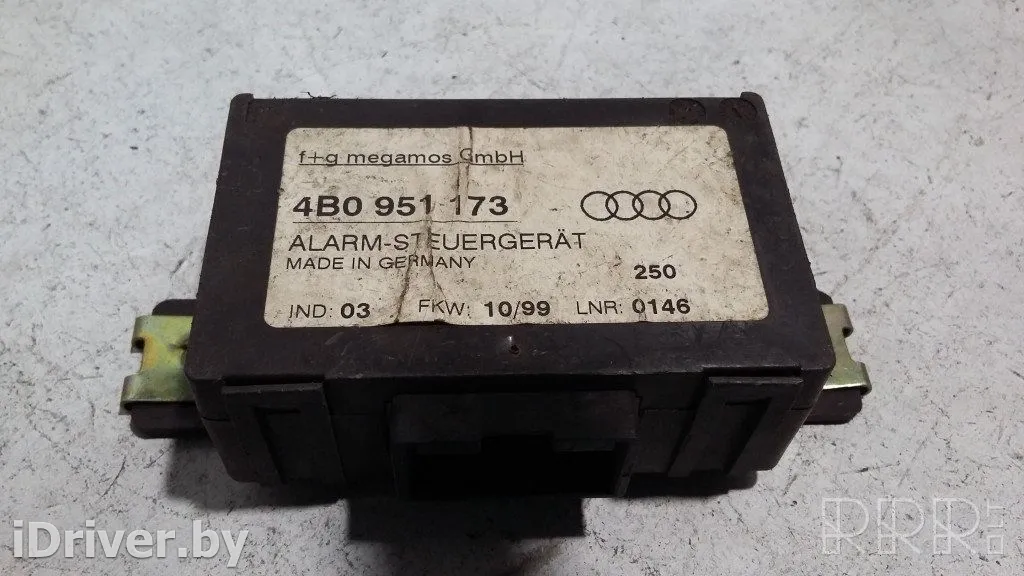 f+g megamos GmbH
4B0 951 173
ALARM-STEUERGERÄT
MADE IN GERMANY
250
IND: 03 FKW: 10/99 LNR: 0146
iDriver.by
RRR.LT